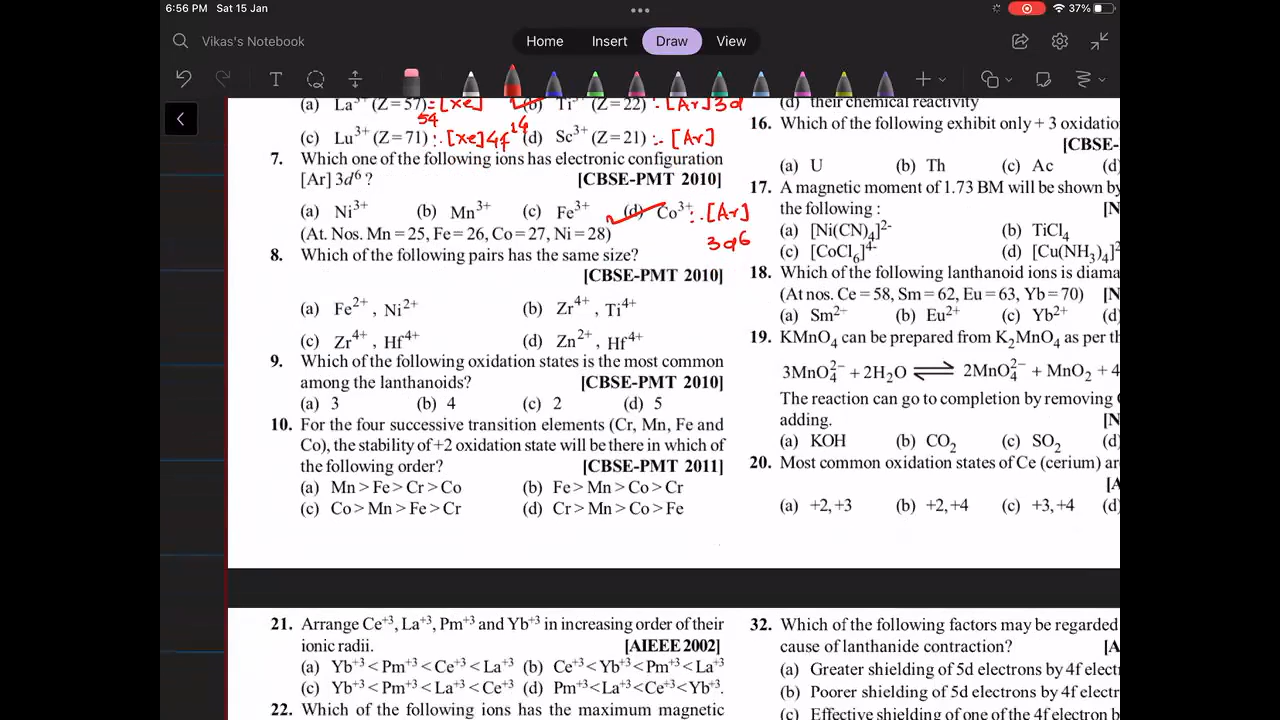 6:56 PM Sat 15 Jan
37%
Vikas's Notebook
Home Insert Draw View
(a) La³⁺ (Z = 57) :- [xe] (b) Ti³⁺ (Z = 22) :- [Ar] 3d
54
(c) Lu³⁺ (Z = 71) :- [xe] 4f¹⁴ (d) Sc³⁺ (Z = 21) :- [Ar]
7. Which one of the following ions has electronic configuration
[Ar] 3d⁶ ? [CBSE-PMT 2010]
(a) Ni³⁺ (b) Mn³⁺ (c) Fe³⁺ (d) Co³⁺ :- [Ar]
(At. Nos. Mn = 25, Fe = 26, Co = 27, Ni = 28) 3d6
8. Which of the following pairs has the same size?
[CBSE-PMT 2010]
(a) Fe²⁺ , Ni²⁺ (b) Zr⁴⁺ , Ti⁴⁺
(c) Zr⁴⁺ , Hf⁴⁺ (d) Zn²⁺ , Hf⁴⁺
9. Which of the following oxidation states is the most common
among the lanthanoids? [CBSE-PMT 2010]
(a) 3 (b) 4 (c) 2 (d) 5
10. For the four successive transition elements (Cr, Mn, Fe and
Co), the stability of +2 oxidation state will be there in which of
the following order? [CBSE-PMT 2011]
(a) Mn > Fe > Cr > Co (b) Fe > Mn > Co > Cr
(c) Co > Mn > Fe > Cr (d) Cr > Mn > Co > Fe
(d) their chemical reactivity
16. Which of the following exhibit only + 3 oxidatio
[CBSE-
(a) U (b) Th (c) Ac (d)
17. A magnetic moment of 1.73 BM will be shown by
the following : [N
(a) [Ni(CN)₄]²⁻ (b) TiCl₄
(c) [CoCl₆]⁴⁻ (d) [Cu(NH₃)₄]²
18. Which of the following lanthanoid ions is diama
(At nos. Ce = 58, Sm = 62, Eu = 63, Yb = 70) [N
(a) Sm²⁺ (b) Eu²⁺ (c) Yb²⁺ (d)
19. KMnO₄ can be prepared from K₂MnO₄ as per th
3MnO₄²⁻ + 2H₂O ⇌ 2MnO₄²⁻ + MnO₂ + 4
The reaction can go to completion by removing
adding. [N
(a) KOH (b) CO₂ (c) SO₂ (d)
20. Most common oxidation states of Ce (cerium) ar
[A
(a) +2, +3 (b) +2, +4 (c) +3, +4 (d)
21. Arrange Ce⁺³, La⁺³, Pm⁺³ and Yb⁺³ in increasing order of their
ionic radii. [AIEEE 2002]
(a) Yb⁺³ < Pm⁺³ < Ce⁺³ < La⁺³ (b) Ce⁺³ < Yb⁺³ < Pm⁺³ < La⁺³
(c) Yb⁺³ < Pm⁺³ < La⁺³ < Ce⁺³ (d) Pm⁺³ < La⁺³ < Ce⁺³ < Yb⁺³.
22. Which of the following ions has the maximum magnetic
32. Which of the following factors may be regarded
cause of lanthanide contraction? [A
(a) Greater shielding of 5d electrons by 4f elect
(b) Poorer shielding of 5d electrons by 4f electr
(c) Effective shielding of one of the 4f electron b